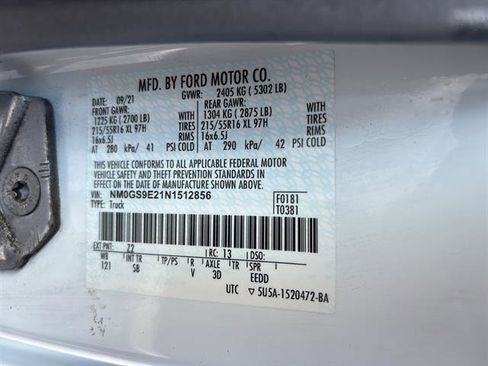 MFD. BY FORD MOTOR CO.
DATE: 09/21 GVWR: 2405 KG ( 5302 LB)
FRONT GAWR: REAR GAWR:
1225 KG ( 2700 LB) 1304 KG ( 2875 LB)
215/55R16 XL 97H TIRES 215/55R16 XL 97H TIRES
16x6.5J RIMS 16x6.5J RIMS
AT 280 kPa/ 41 PSI COLD AT 290 kPa/ 42 PSI COLD
THIS VEHICLE CONFORMS TO ALL APPLICABLE FEDERAL MOTOR
VEHICLE SAFETY AND THEFT PREVENTION STANDARDS IN
EFFECT ON THE DATE OF MANUFACTURE SHOWN ABOVE.
VIN: NM0GS9E21N1512856 F0181
TYPE: Truck T0381
EXT PNT: Z2 RC: 13 DSO:
WB INT TR TP/PS R AXLE TR SPR
121 SB V 3D EEDD
UTC ▽ 5U5A-1520472-BA